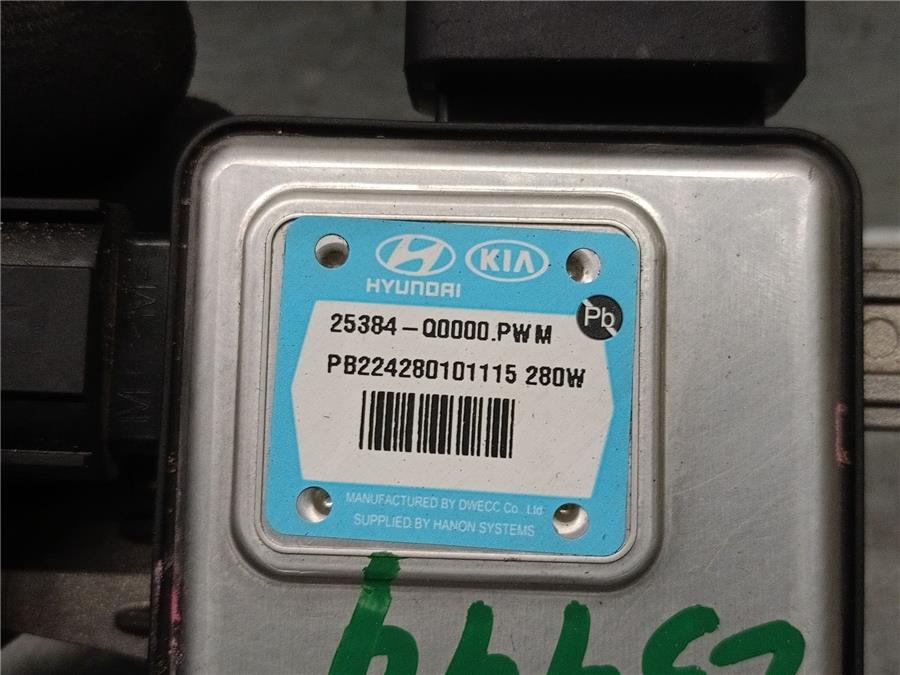 HYUNDAI KIA
Pb
25384-Q0000.PWM
PB224280101115 280W
MANUFACTURED BY DWECC Co., Ltd
SUPPLIED BY HANON SYSTEMS